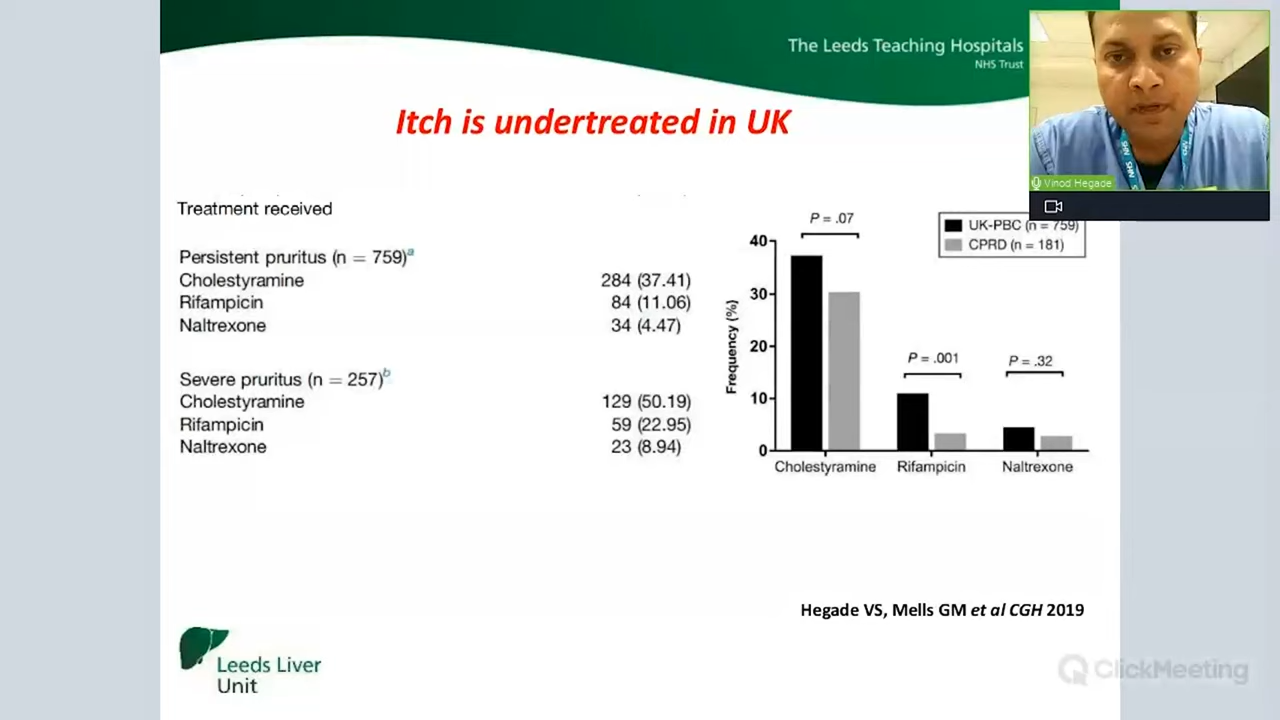 The Leeds Teaching Hospitals
NHS Trust
Itch is undertreated in UK
Vinod Hegade
NHS
NHS
Treatment received
Persistent pruritus (n = 759)a
Cholestyramine 284 (37.41)
Rifampicin 84 (11.06)
Naltrexone 34 (4.47)
Severe pruritus (n = 257)b
Cholestyramine 129 (50.19)
Rifampicin 59 (22.95)
Naltrexone 23 (8.94)
P = .07
UK-PBC (n = 759)
CPRD (n = 181)
Frequency (%)
40
30
20
10
0
P = .001
P = .32
Cholestyramine Rifampicin Naltrexone
Hegade VS, Mells GM et al CGH 2019
Leeds Liver
Unit
ClickMeeting